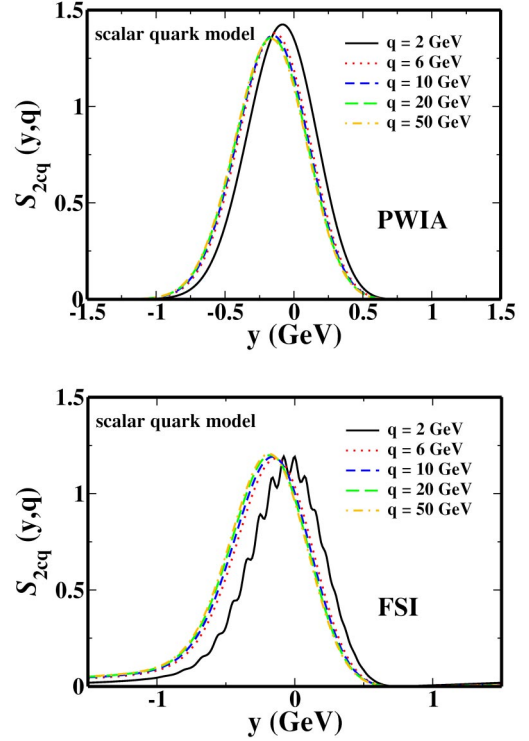 1.5
scalar quark model
q = 2 GeV
q = 6 GeV
q = 10 GeV
q = 20 GeV
q = 50 GeV
1
S2cq (y,q)
0.5
PWIA
0
-1.5 -1 -0.5 0 0.5 1 1.5
y (GeV)
1.5
scalar quark model
q = 2 GeV
q = 6 GeV
q = 10 GeV
q = 20 GeV
q = 50 GeV
1
S2cq (y,q)
0.5
FSI
0
-1 0 1
y (GeV)